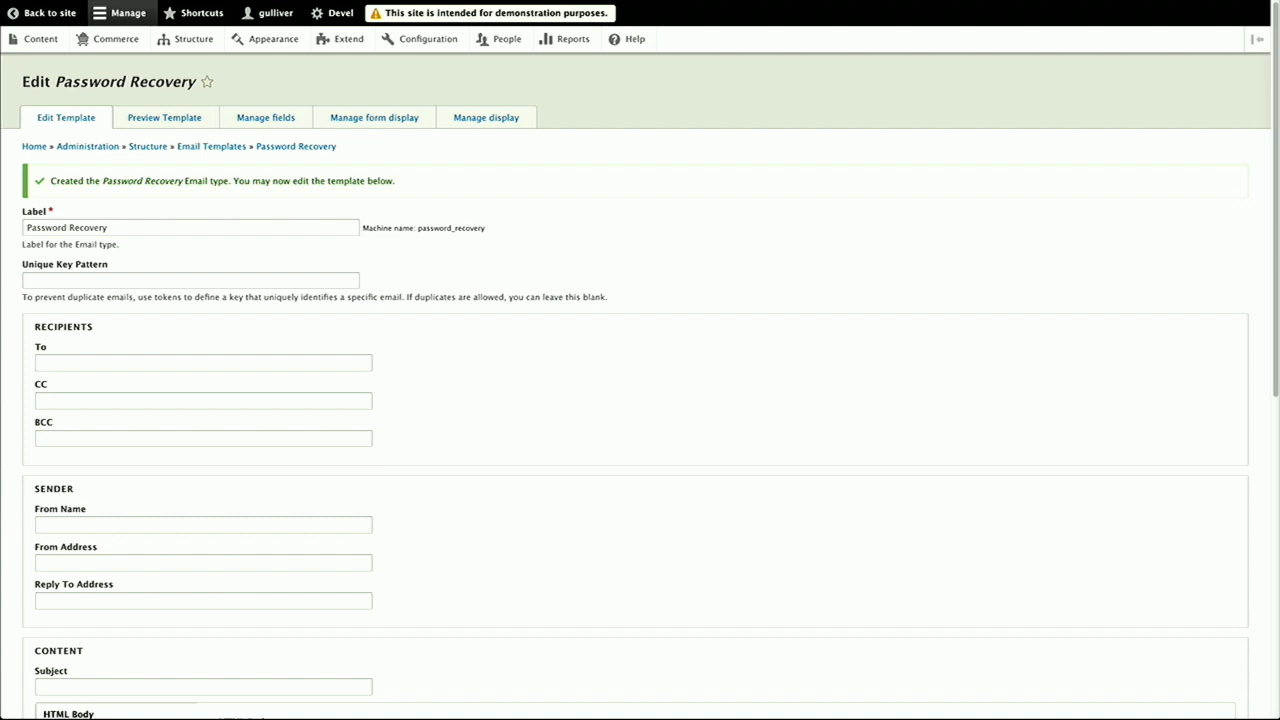 Back to site Manage Shortcuts gulliver Devel This site is intended for demonstration purposes.
Content Commerce Structure Appearance Extend Configuration People Reports Help
Edit Password Recovery
Edit Template Preview Template Manage fields Manage form display Manage display
Home » Administration » Structure » Email Templates » Password Recovery
Created the Password Recovery Email type. You may now edit the template below.
Label *
Password Recovery Machine name: password_recovery
Label for the Email type.
Unique Key Pattern
To prevent duplicate emails, use tokens to define a key that uniquely identifies a specific email. If duplicates are allowed, you can leave this blank.
RECIPIENTS
To
CC
BCC
SENDER
From Name
From Address
Reply To Address
CONTENT
Subject
HTML Body